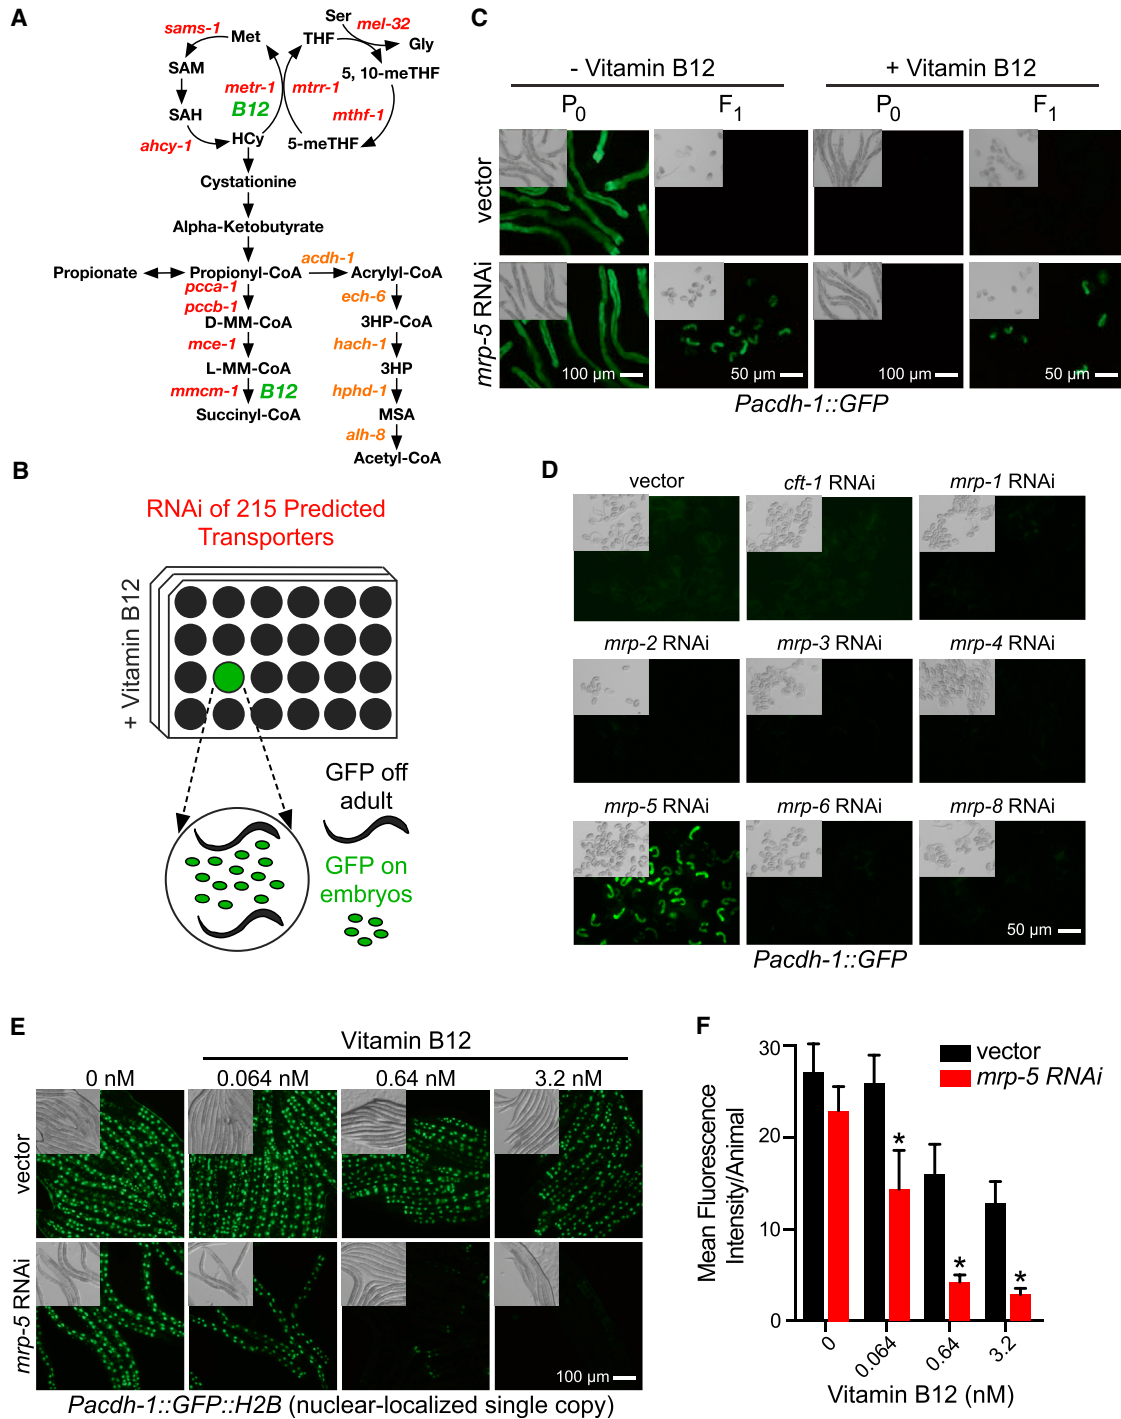 A
sams-1
Met
Ser
mel-32
THF
Gly
SAM
5, 10-meTHF
metr-1
mtrr-1
B12
SAH
mthf-1
ahcy-1
HCy
5-meTHF
Cystationine
Alpha-Ketobutyrate
Propionate
Propionyl-CoA
acdh-1
Acrylyl-CoA
pcca-1
pccb-1
ech-6
D-MM-CoA
3HP-CoA
mce-1
hach-1
L-MM-CoA
3HP
mmcm-1
B12
hphd-1
Succinyl-CoA
MSA
alh-8
Acetyl-CoA
B
RNAi of 215 Predicted
Transporters
+ Vitamin B12
GFP off
adult
GFP on
embryos
C
- Vitamin B12
+ Vitamin B12
P0
F1
P0
F1
vector
mrp-5 RNAi
100 µm
50 µm
100 µm
50 µm
Pacdh-1::GFP
D
vector
cft-1 RNAi
mrp-1 RNAi
mrp-2 RNAi
mrp-3 RNAi
mrp-4 RNAi
mrp-5 RNAi
mrp-6 RNAi
mrp-8 RNAi
50 µm
Pacdh-1::GFP
E
Vitamin B12
0 nM
0.064 nM
0.64 nM
3.2 nM
vector
mrp-5 RNAi
100 µm
Pacdh-1::GFP::H2B (nuclear-localized single copy)
F
Mean Fluorescence
Intensity/Animal
30
20
10
0
vector
mrp-5 RNAi
*
*
*
0
0.064
0.64
3.2
Vitamin B12 (nM)